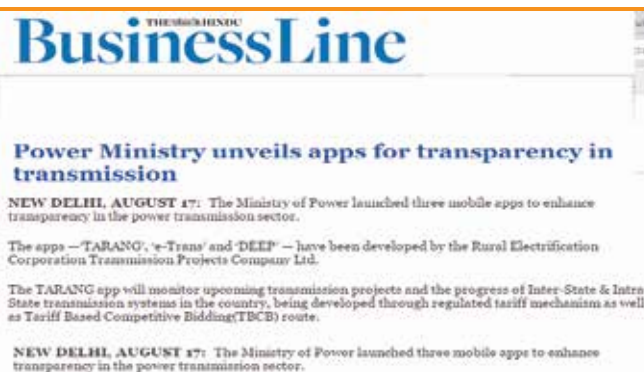 THE HINDU
BusinessLine
Power Ministry unveils apps for transparency in
transmission
NEW DELHI, AUGUST 17: The Ministry of Power launched three mobile apps to enhance
transparency in the power transmission sector.
The apps — 'TARANG', 'e-Trans' and 'DEEP' — have been developed by the Rural Electrification
Corporation Transmission Projects Company Ltd.
The TARANG app will monitor upcoming transmission projects and the progress of Inter-State & Intra
State transmission systems in the country, being developed through regulated tariff mechanism as well
as Tariff Based Competitive Bidding(TBCB) route.
NEW DELHI, AUGUST 17: The Ministry of Power launched three mobile apps to enhance
transparency in the power transmission sector.